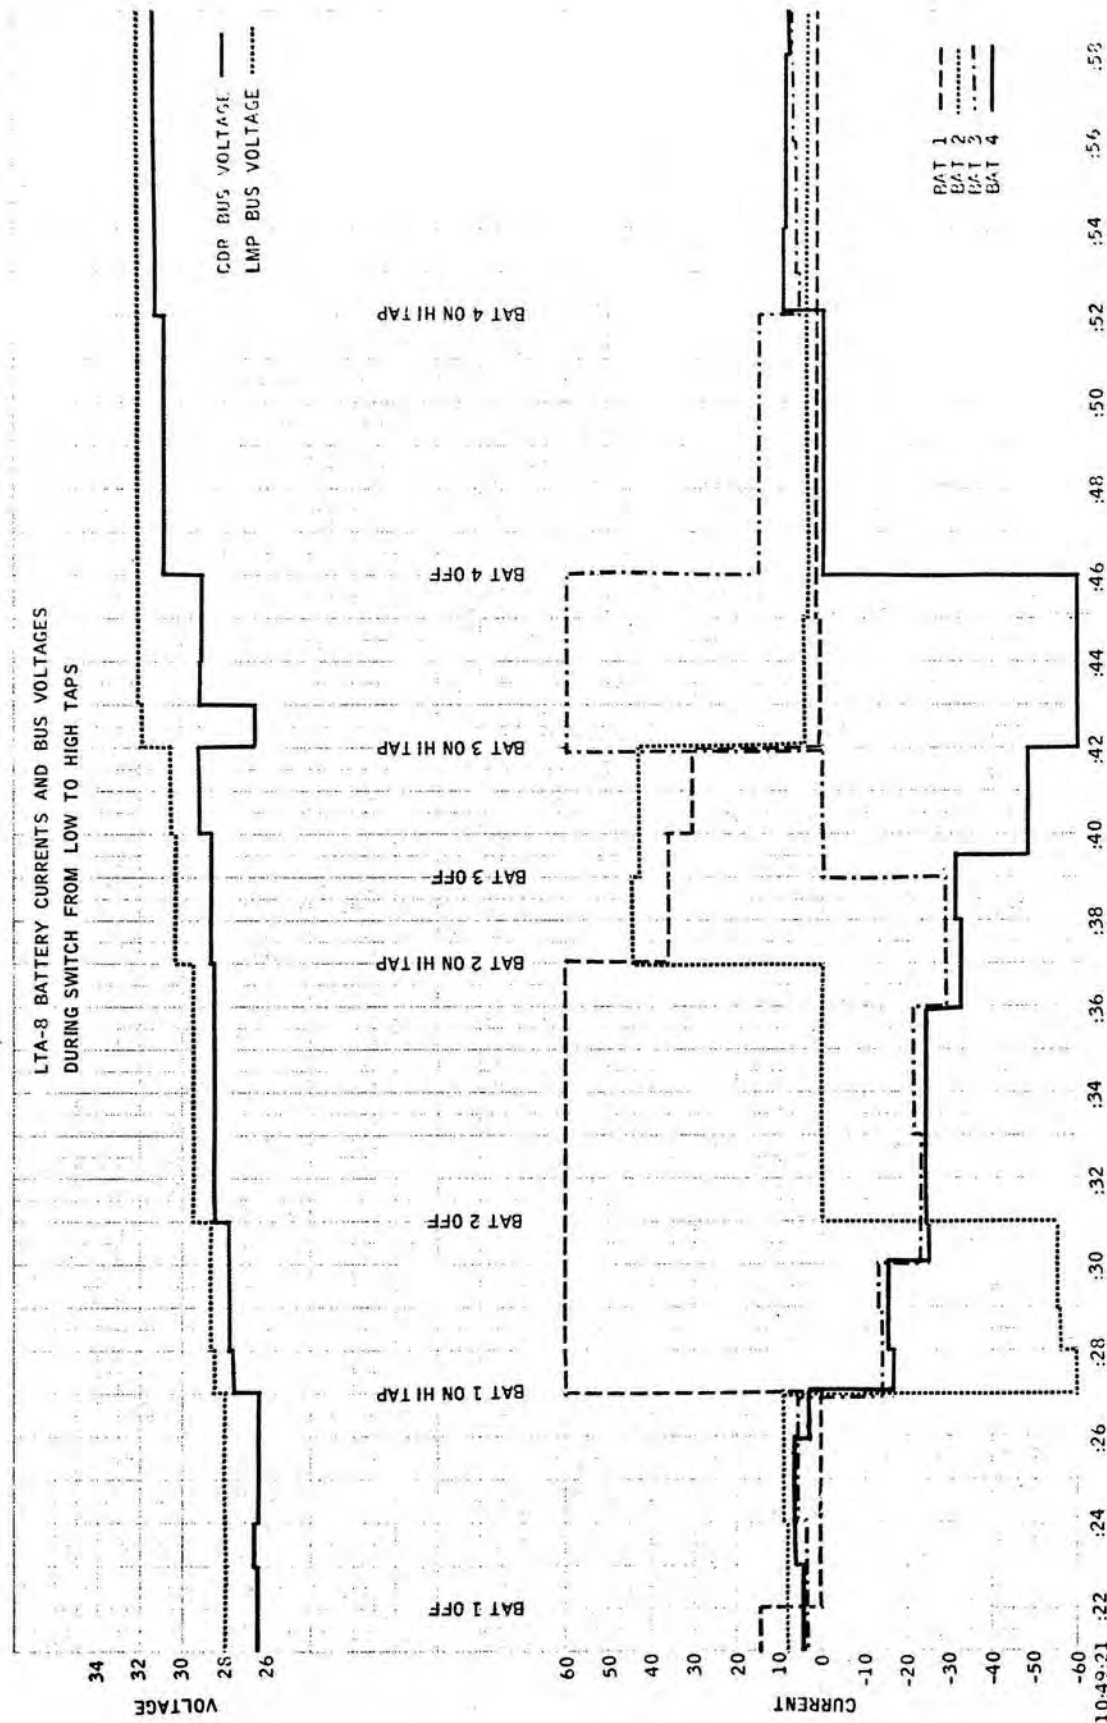 LTA-8 BATTERY CURRENTS AND BUS VOLTAGES
DURING SWITCH FROM LOW TO HIGH TAPS
VOLTAGE
34
32
30
28
26
CDR BUS VOLTAGE
LMP BUS VOLTAGE
BAT 1 OFF
BAT 1 ON HI TAP
BAT 2 OFF
BAT 2 ON HI TAP
BAT 3 OFF
BAT 3 ON HI TAP
BAT 4 OFF
BAT 4 ON HI TAP
CURRENT
60
50
40
30
20
10
0
-10
-20
-30
-40
-50
-60
BAT 1
BAT 2
BAT 3
BAT 4
10:49:21 :22 :24 :26 :28 :30 :32 :34 :36 :38 :40 :42 :44 :46 :48 :50 :52 :54 :56 :58